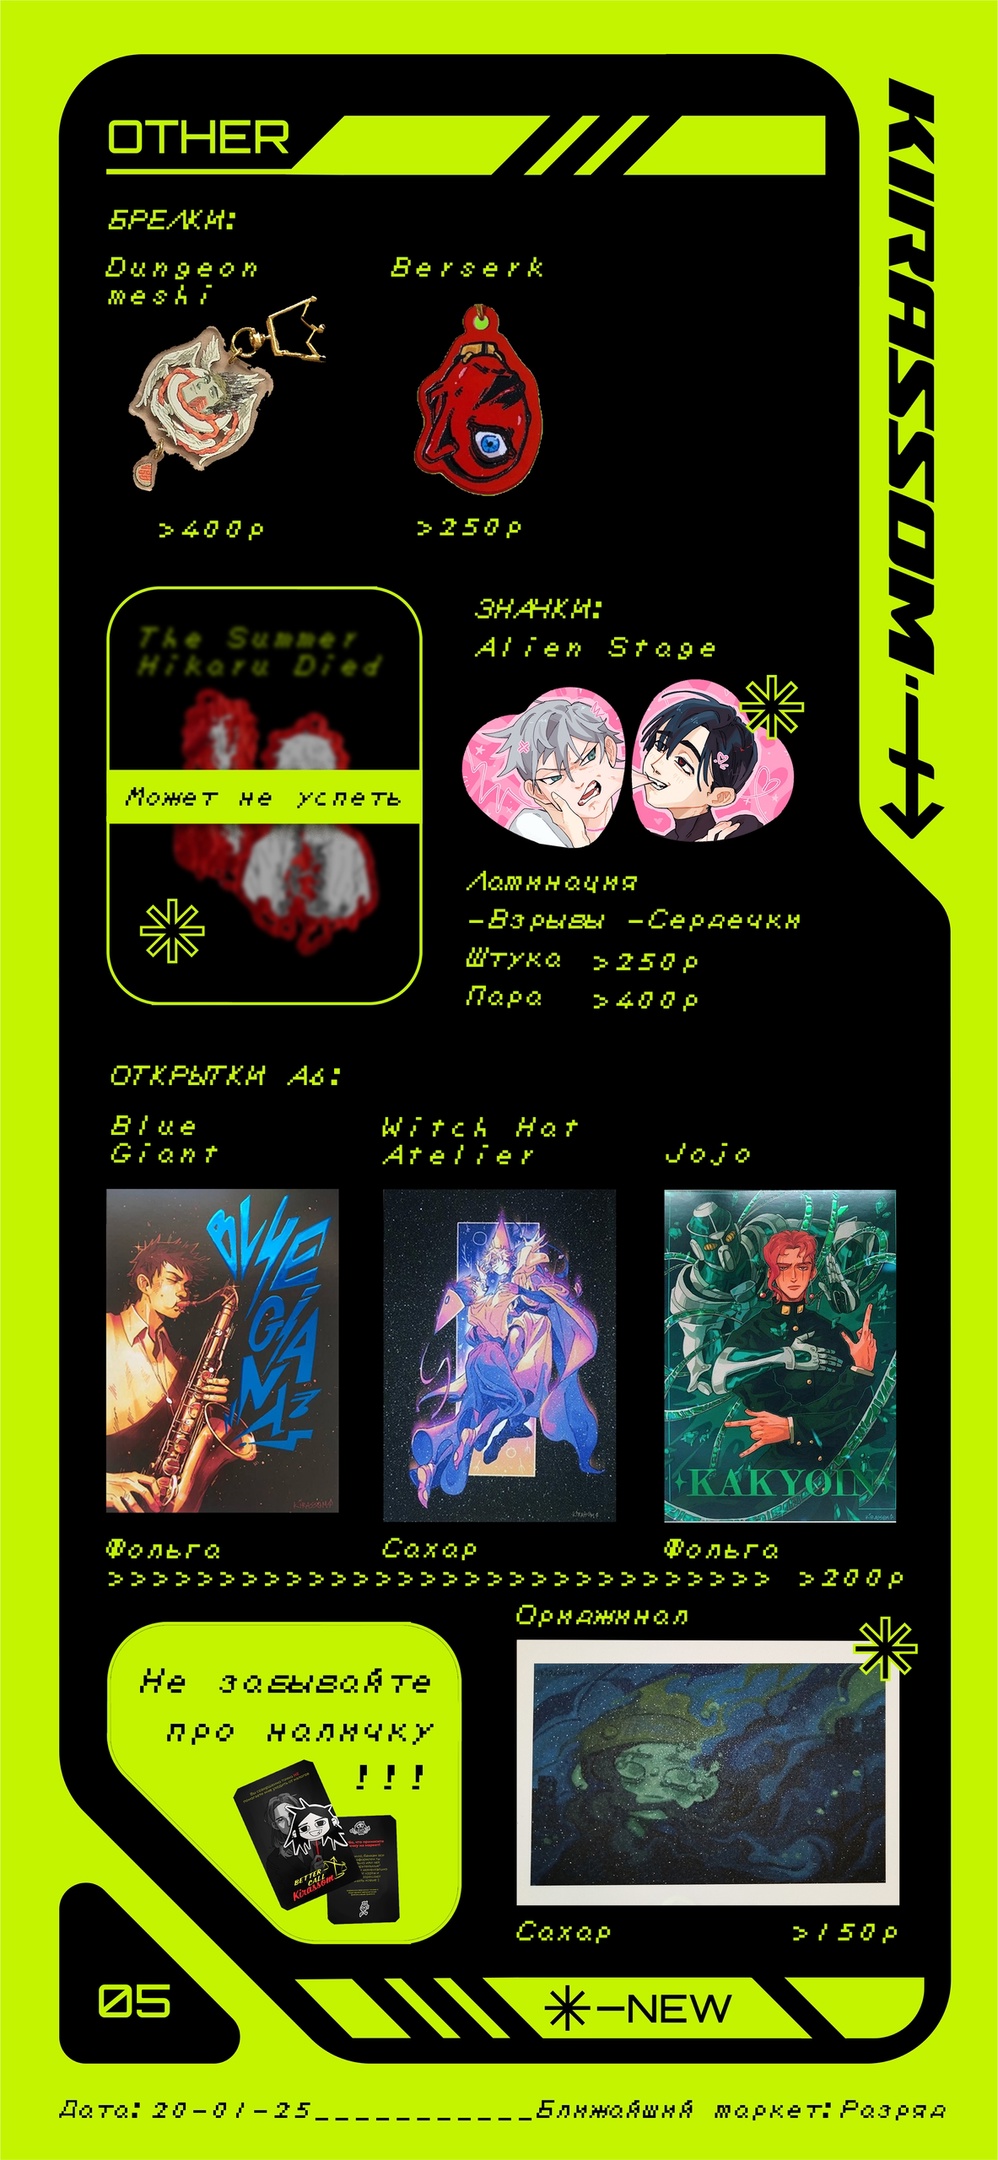 OTHER
KIRASSOM
БРЕЛКИ:
Dungeon
meshi
Berserk
>400р
>250р
The Summer
Hikaru Died
Может не успеть
ЗНАЧКИ:
Alien Stage
Ламинация
-Взрывы -Сердечки
Штука >250р
Пара >400р
ОТКРЫТКИ А6:
Blue
Giant
Witch Hat
Atelier
Jojo
BLUE
GIANT
KAKYOIN
Фольга
Сахар
Фольга
>>>>>>>>>>>>>>>>>>>>>>>>>>>>>> >200р
Ориджинал
Не забывайте
про наличку
!!!
BETTER
CALL
Kirassom
Сахар
>150р
05
-NEW
Дата: 20-01-25___________Ближайший маркет: Разряд